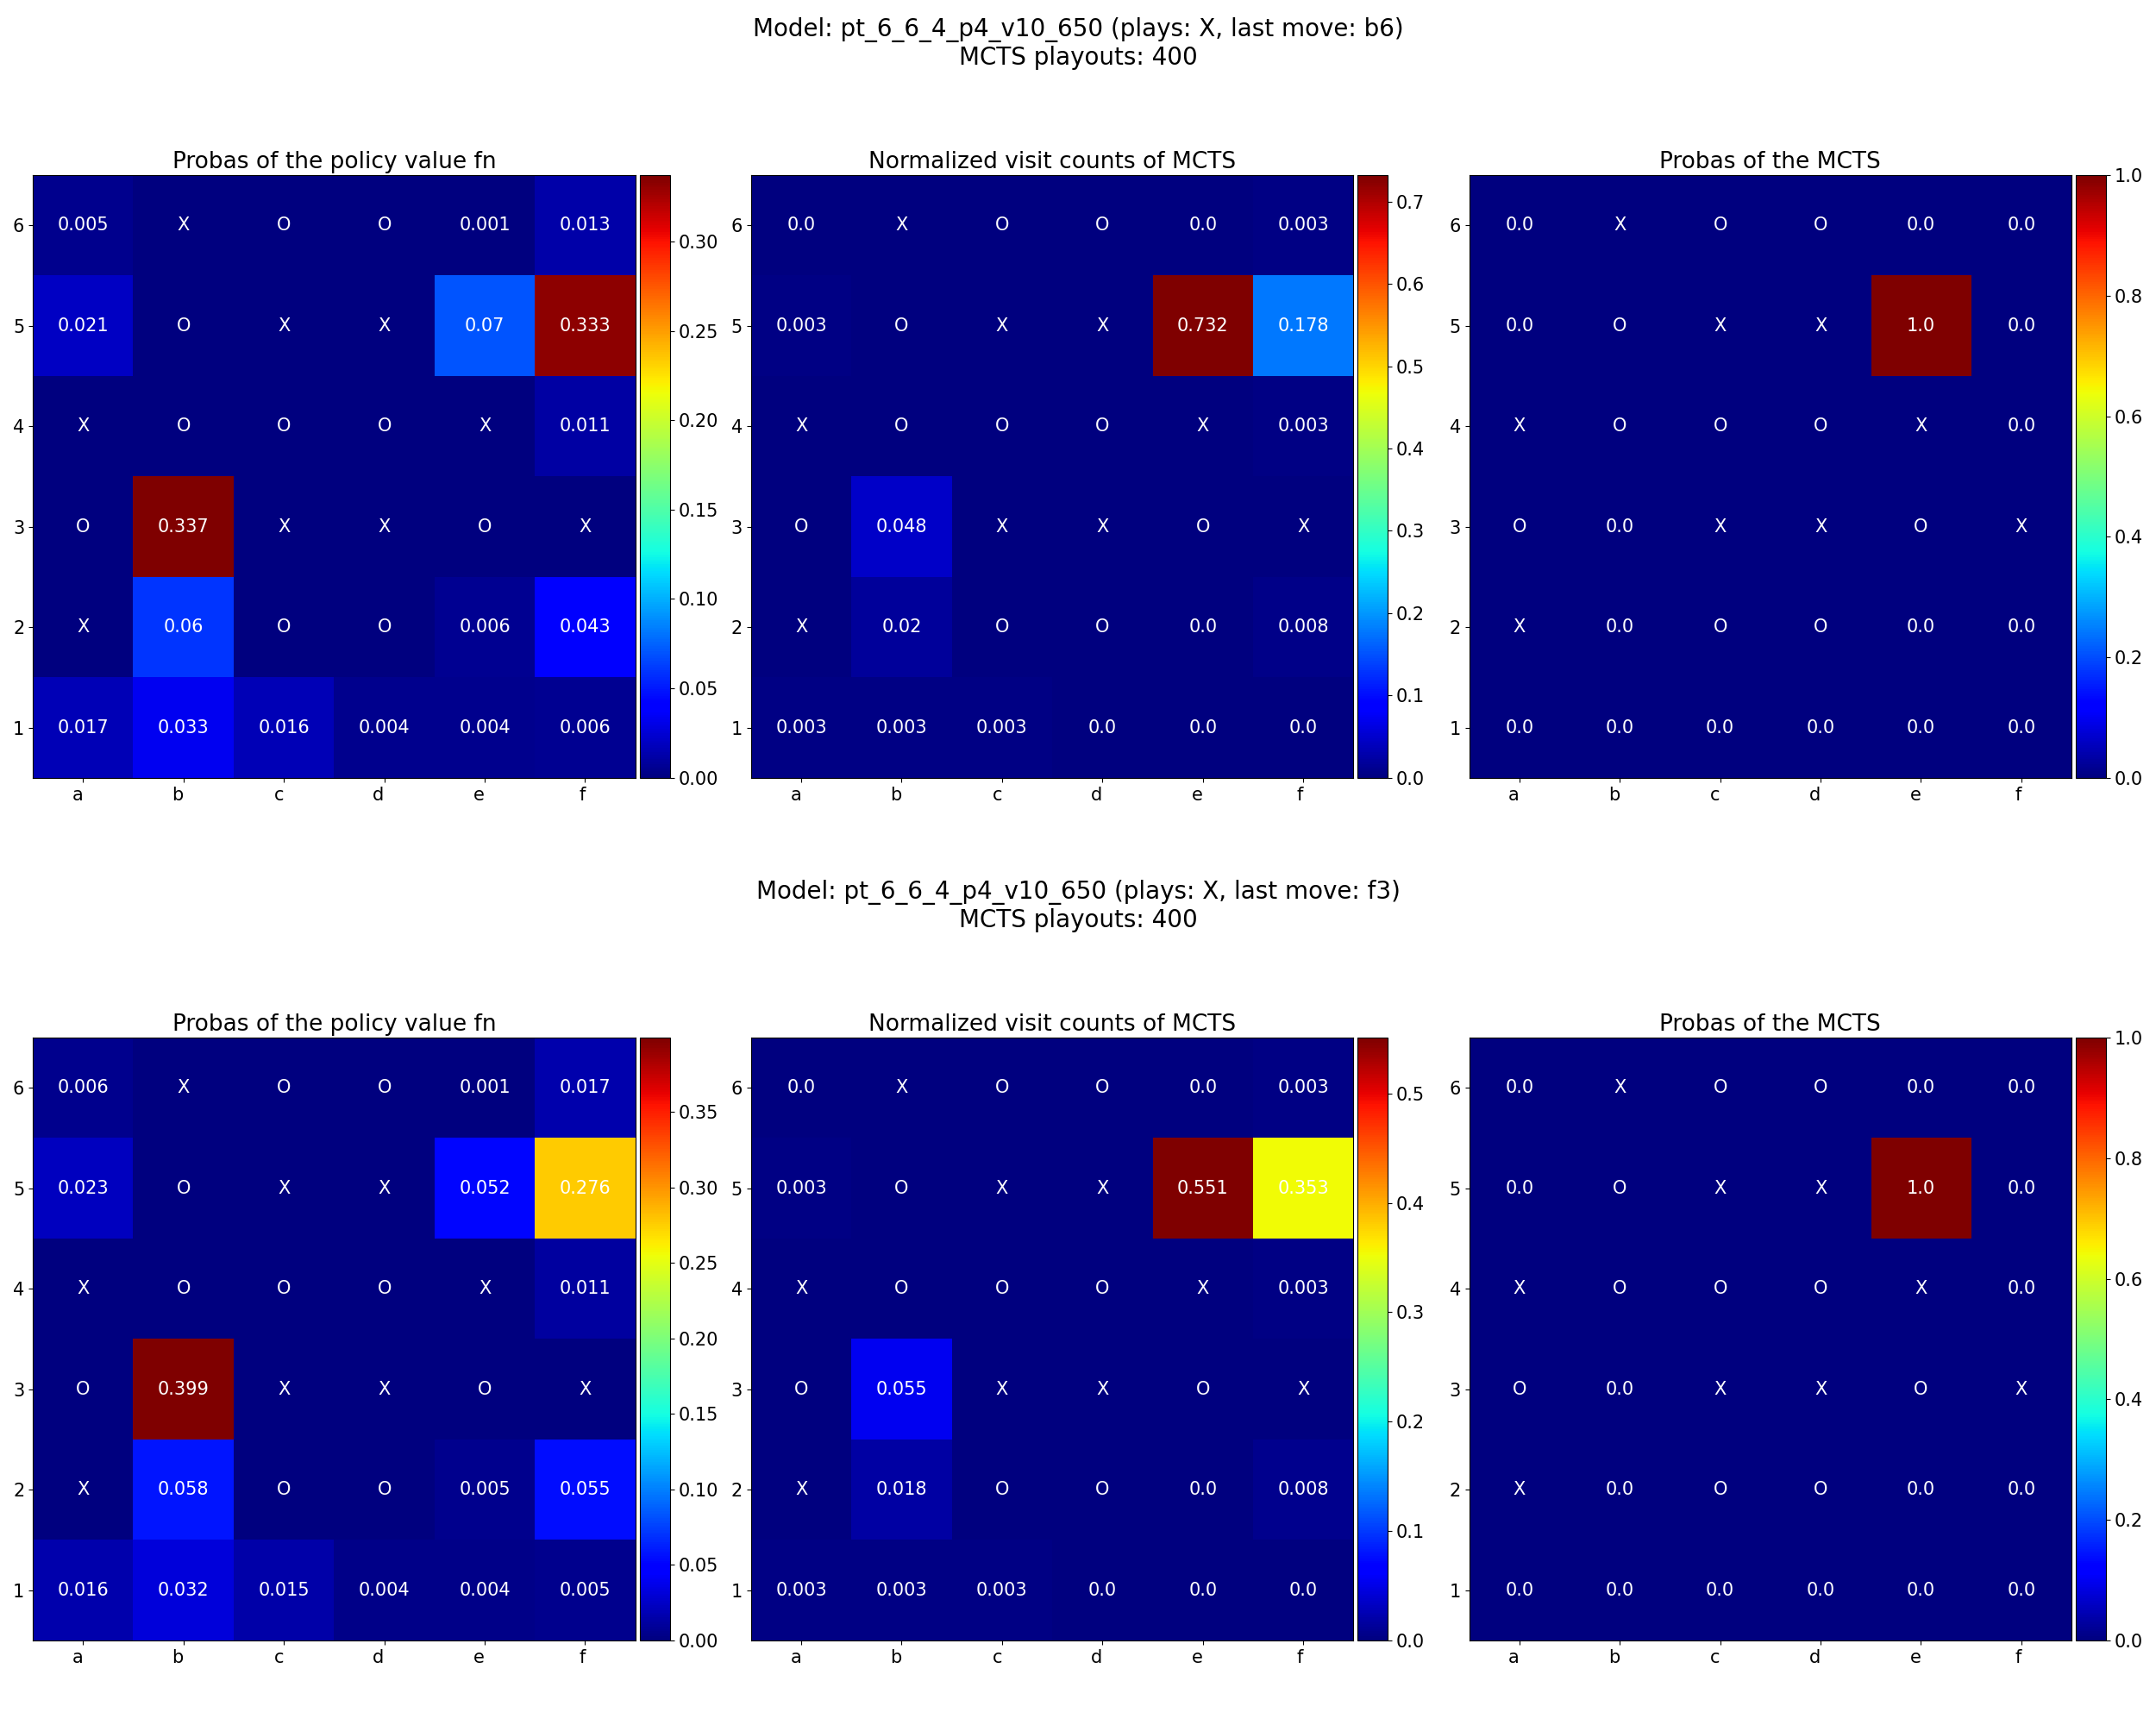 Model: pt_6_6_4_p4_v10_650 (plays: X, last move: b6)
MCTS playouts: 400
Probas of the policy value fn
6 0.005 X O O 0.001 0.013
5 0.021 O X X 0.07 0.333
4 X O O O X 0.011
3 O 0.337 X X O X
2 X 0.06 O O 0.006 0.043
1 0.017 0.033 0.016 0.004 0.004 0.006
a b c d e f
0.30
0.25
0.20
0.15
0.10
0.05
0.00
Normalized visit counts of MCTS
6 0.0 X O O 0.0 0.003
5 0.003 O X X 0.732 0.178
4 X O O O X 0.003
3 O 0.048 X X O X
2 X 0.02 O O 0.0 0.008
1 0.003 0.003 0.003 0.0 0.0 0.0
a b c d e f
0.7
0.6
0.5
0.4
0.3
0.2
0.1
0.0
Probas of the MCTS
6 0.0 X O O 0.0 0.0
5 0.0 O X X 1.0 0.0
4 X O O O X 0.0
3 O 0.0 X X O X
2 X 0.0 O O 0.0 0.0
1 0.0 0.0 0.0 0.0 0.0 0.0
a b c d e f
1.0
0.8
0.6
0.4
0.2
0.0
Model: pt_6_6_4_p4_v10_650 (plays: X, last move: f3)
MCTS playouts: 400
Probas of the policy value fn
6 0.006 X O O 0.001 0.017
5 0.023 O X X 0.052 0.276
4 X O O O X 0.011
3 O 0.399 X X O X
2 X 0.058 O O 0.005 0.055
1 0.016 0.032 0.015 0.004 0.004 0.005
a b c d e f
0.35
0.30
0.25
0.20
0.15
0.10
0.05
0.00
Normalized visit counts of MCTS
6 0.0 X O O 0.0 0.003
5 0.003 O X X 0.551 0.353
4 X O O O X 0.003
3 O 0.055 X X O X
2 X 0.018 O O 0.0 0.008
1 0.003 0.003 0.003 0.0 0.0 0.0
a b c d e f
0.5
0.4
0.3
0.2
0.1
0.0
Probas of the MCTS
6 0.0 X O O 0.0 0.0
5 0.0 O X X 1.0 0.0
4 X O O O X 0.0
3 O 0.0 X X O X
2 X 0.0 O O 0.0 0.0
1 0.0 0.0 0.0 0.0 0.0 0.0
a b c d e f
1.0
0.8
0.6
0.4
0.2
0.0